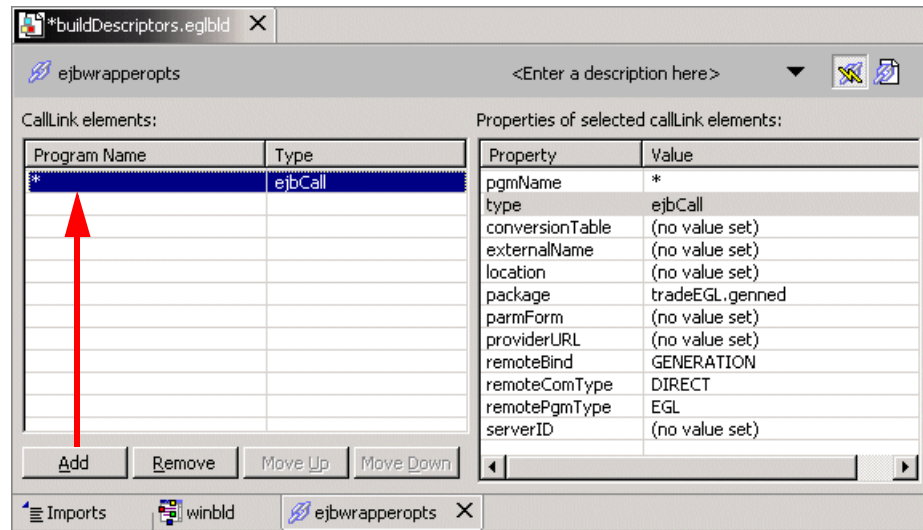 *buildDescriptors.eglbld X
ejbwrapperopts <Enter a description here>
CallLink elements: Properties of selected callLink elements:
Program Name Type Property Value
* ejbCall pgmName *
type ejbCall
conversionTable (no value set)
externalName (no value set)
location (no value set)
package tradeEGL.genned
parmForm (no value set)
providerURL (no value set)
remoteBind GENERATION
remoteComType DIRECT
remotePgmType EGL
serverID (no value set)
Add Remove Move Up Move Down
Imports winbld ejbwrapperopts X